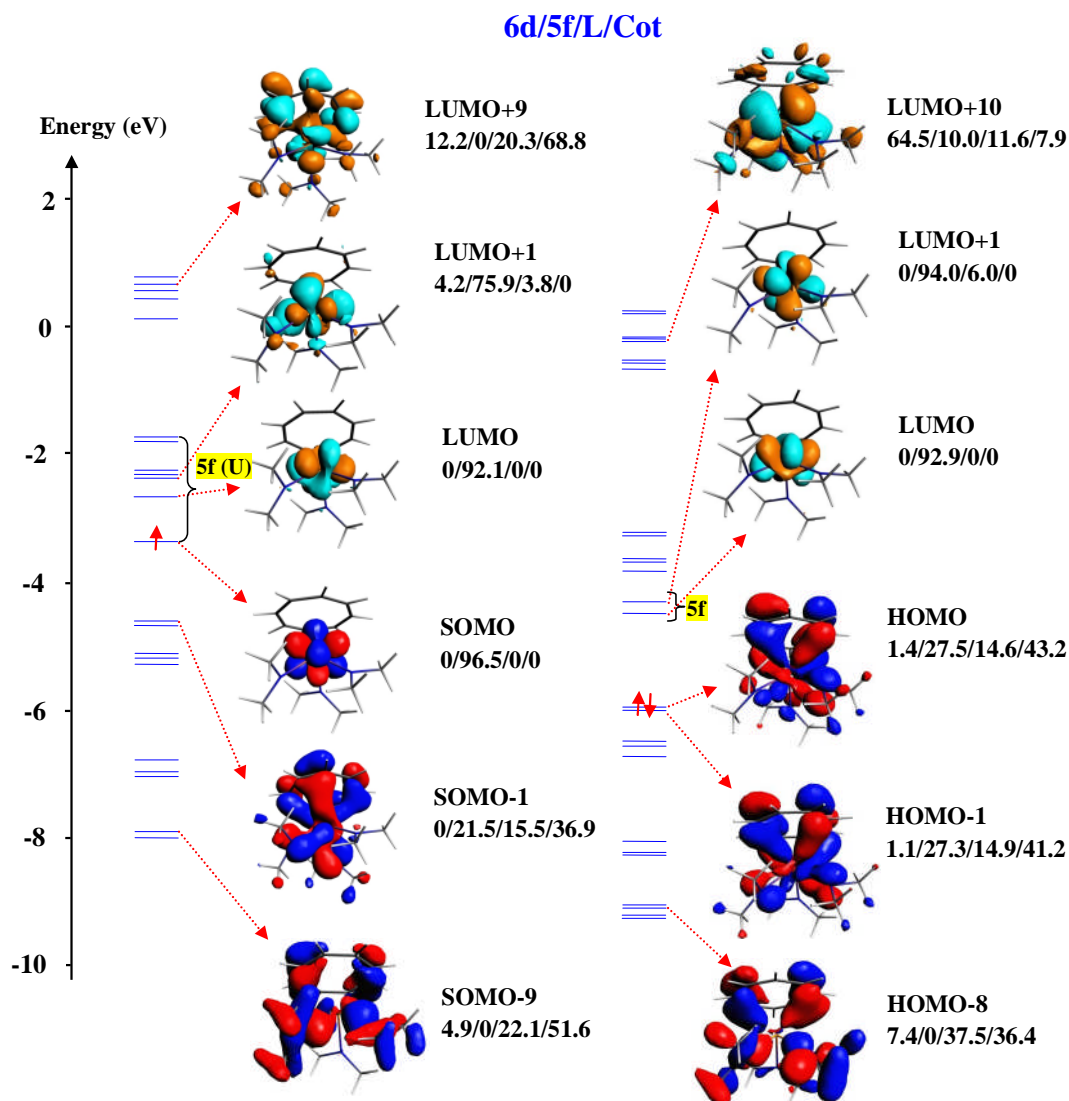 6d/5f/L/Cot
Energy (eV)
2
0
-2
-4
-6
-8
-10
LUMO+9
12.2/0/20.3/68.8
LUMO+1
4.2/75.9/3.8/0
LUMO
0/92.1/0/0
5f (U)
SOMO
0/96.5/0/0
SOMO-1
0/21.5/15.5/36.9
SOMO-9
4.9/0/22.1/51.6
LUMO+10
64.5/10.0/11.6/7.9
LUMO+1
0/94.0/6.0/0
LUMO
0/92.9/0/0
5f
HOMO
1.4/27.5/14.6/43.2
HOMO-1
1.1/27.3/14.9/41.2
HOMO-8
7.4/0/37.5/36.4